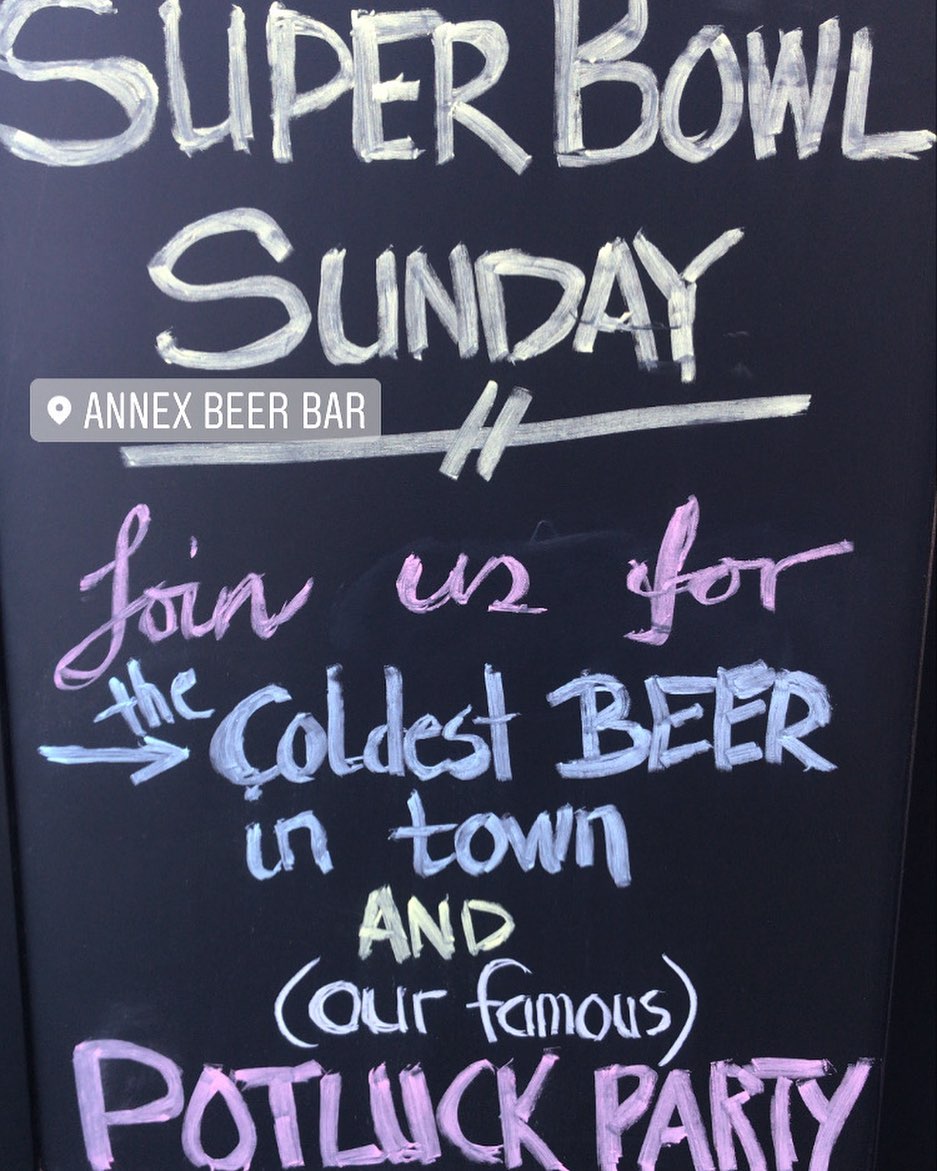 SUPER BOWL
SUNDAY
ANNEX BEER BAR
Join us for
the Coldest BEER
in town
AND
(our famous)
POTLUCK PARTY